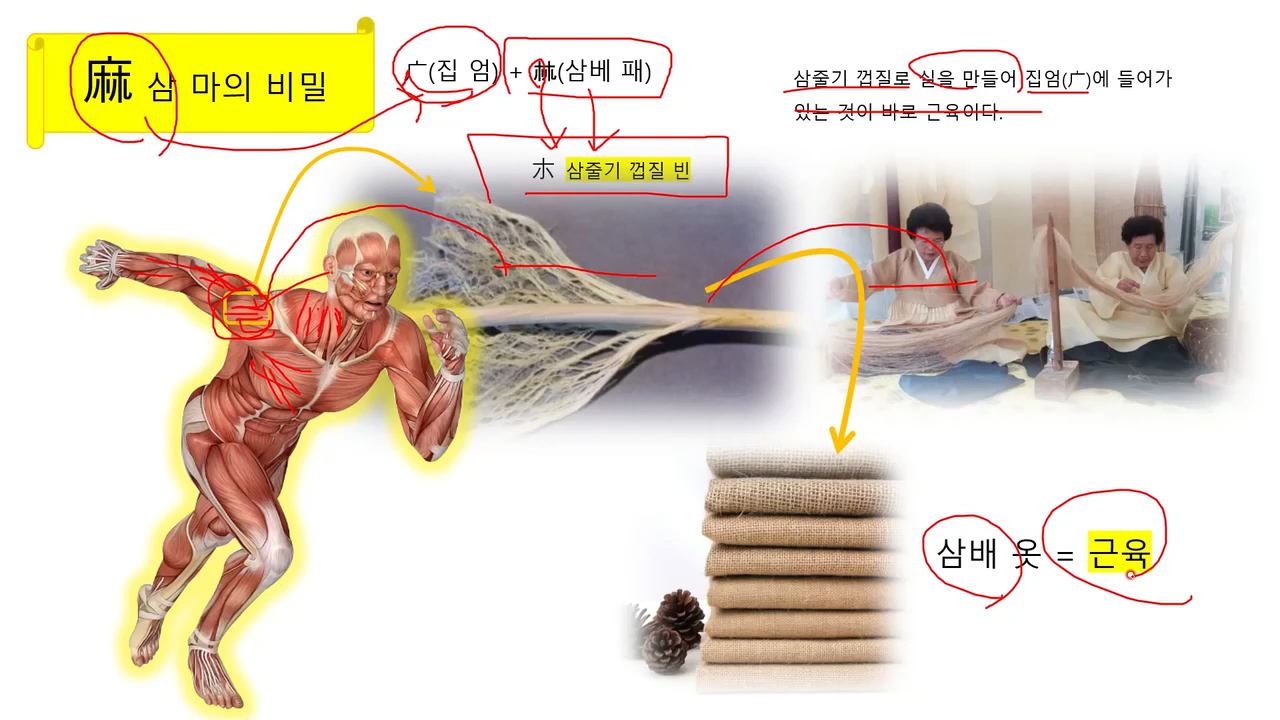 麻 삼 마의 비밀
广(집 엄) + 𣏟(삼베 패)
삼줄기 껍질로 실을 만들어 집엄(广)에 들어가
있는 것이 바로 근육이다.
朩 삼줄기 껍질 빈
삼배 옷 = 근육